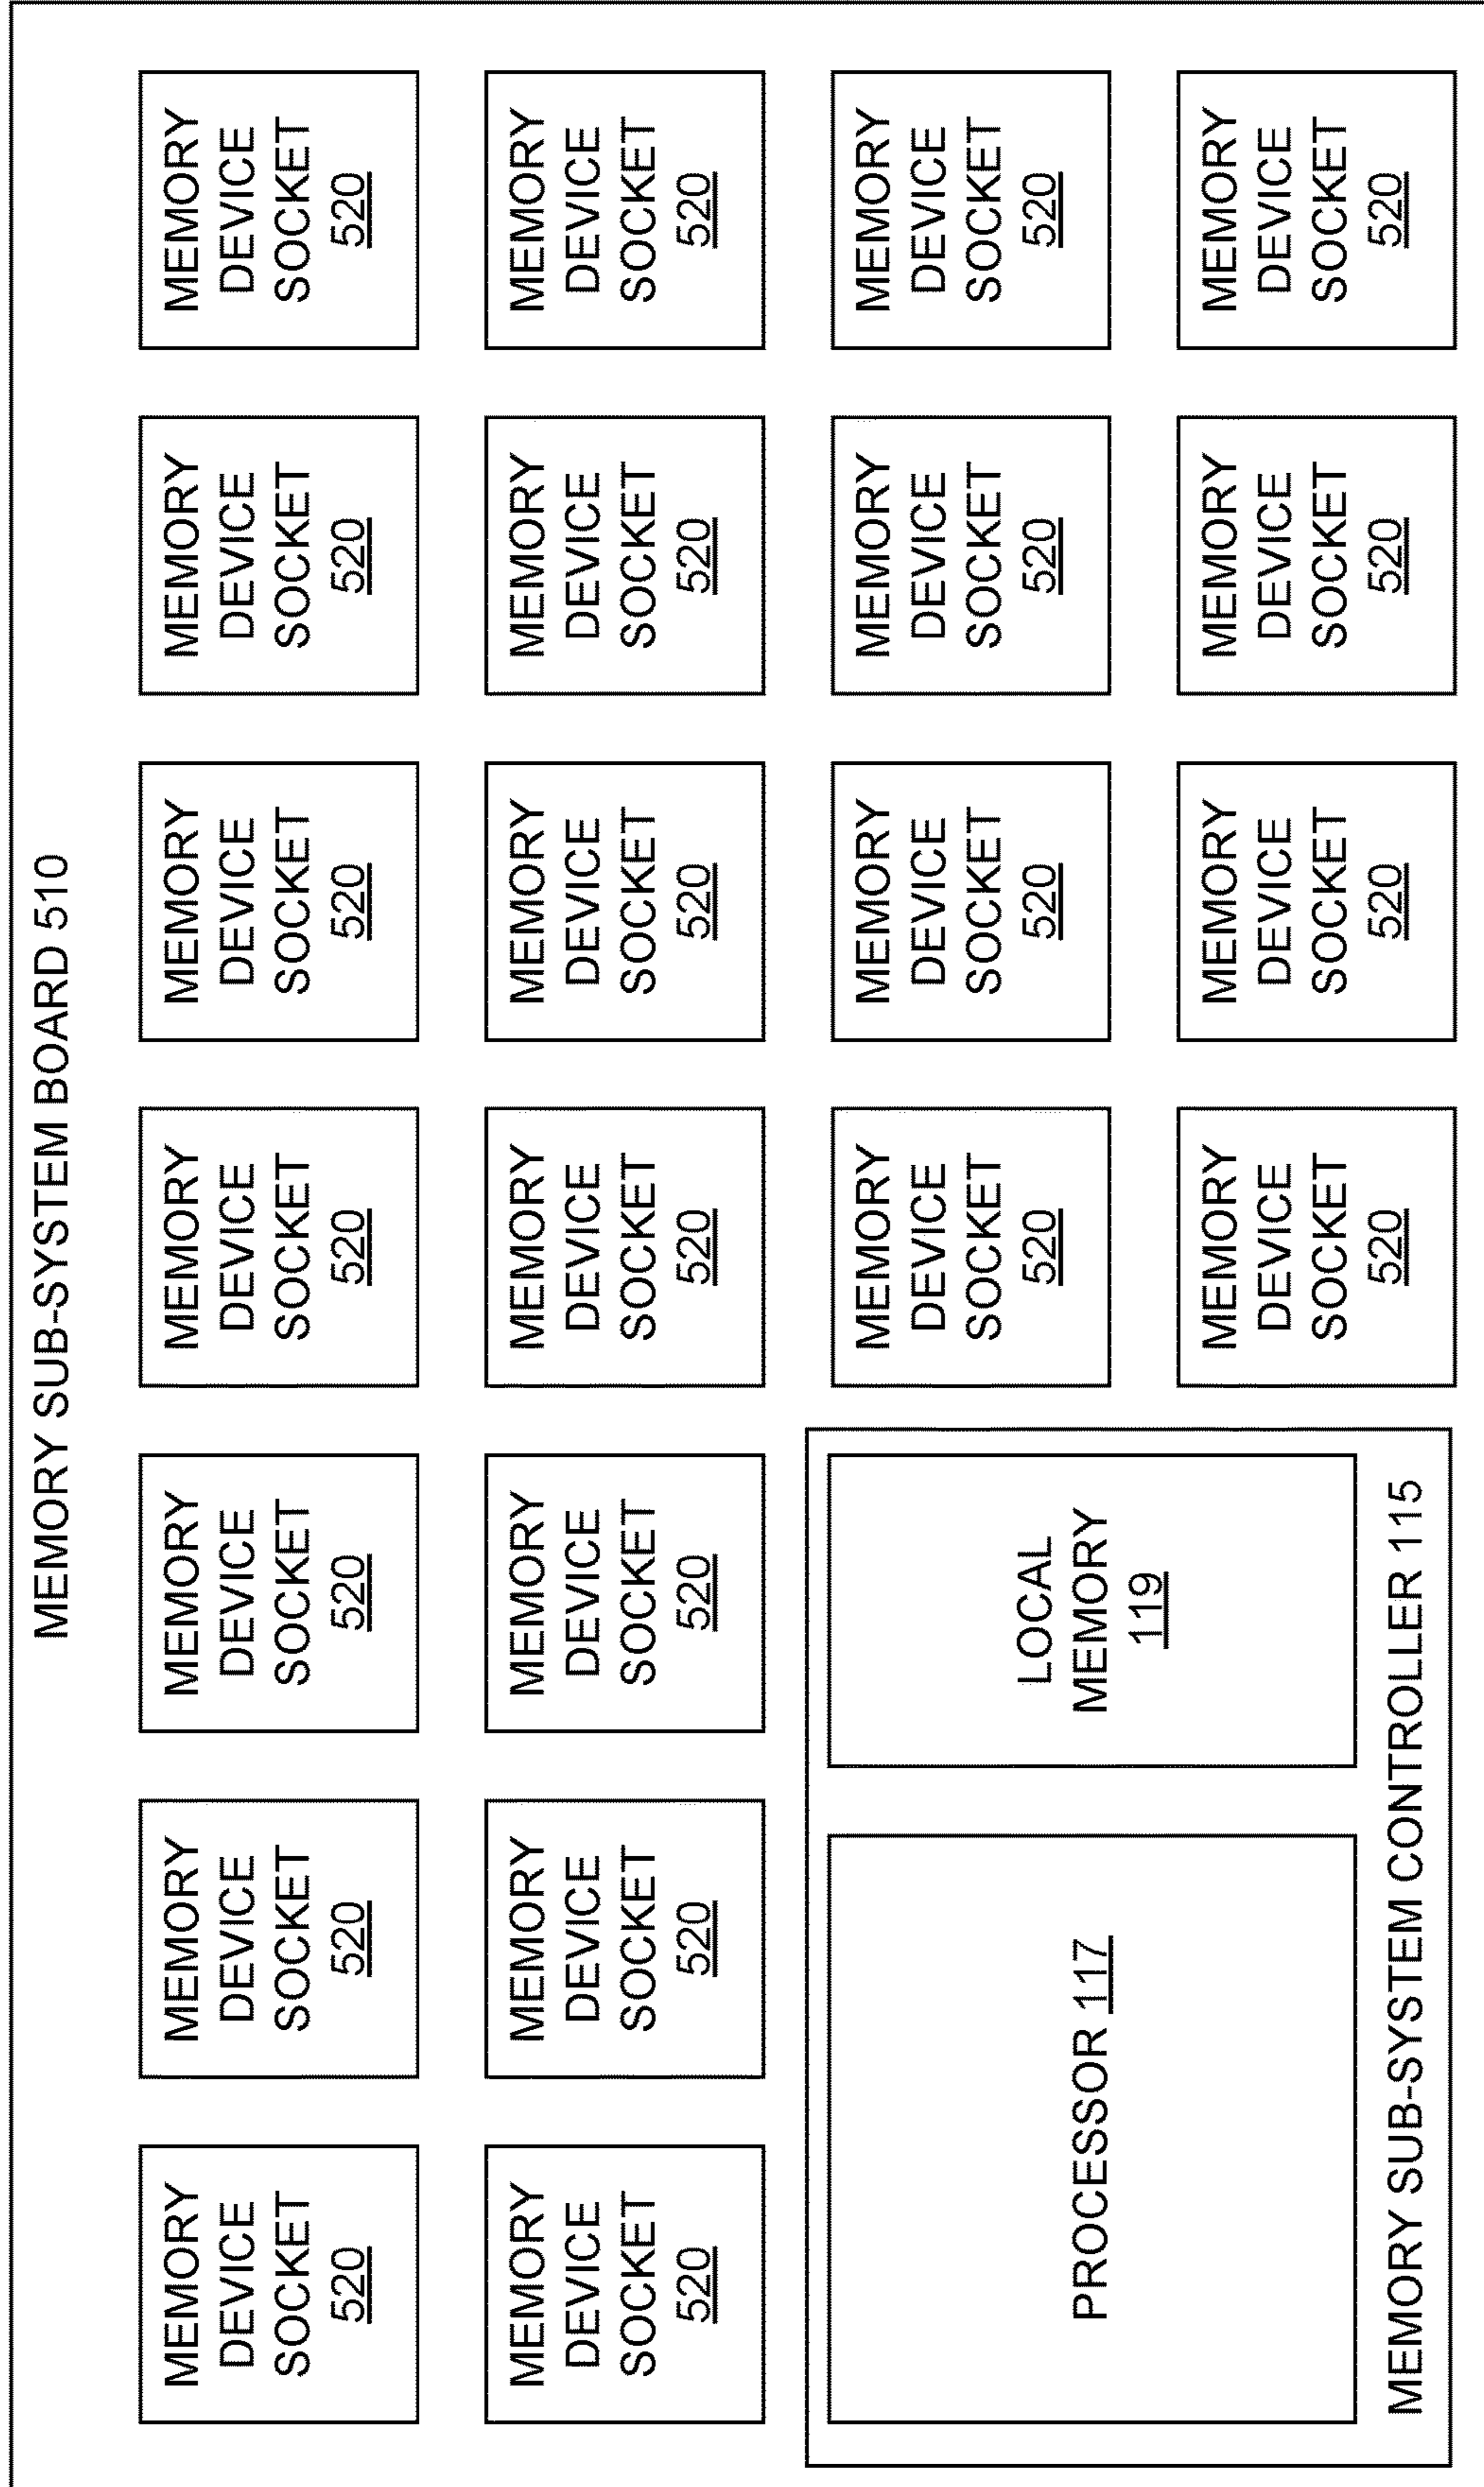 MEMORY SUB-SYSTEM BOARD 510
MEMORY
DEVICE
SOCKET
520
MEMORY
DEVICE
SOCKET
520
MEMORY
DEVICE
SOCKET
520
MEMORY
DEVICE
SOCKET
520
MEMORY
DEVICE
SOCKET
520
MEMORY
DEVICE
SOCKET
520
MEMORY
DEVICE
SOCKET
520
MEMORY
DEVICE
SOCKET
520
MEMORY
DEVICE
SOCKET
520
MEMORY
DEVICE
SOCKET
520
MEMORY
DEVICE
SOCKET
520
MEMORY
DEVICE
SOCKET
520
MEMORY
DEVICE
SOCKET
520
MEMORY
DEVICE
SOCKET
520
PROCESSOR 117
LOCAL
MEMORY
119
MEMORY SUB-SYSTEM CONTROLLER 115
MEMORY
DEVICE
SOCKET
520
MEMORY
DEVICE
SOCKET
520
MEMORY
DEVICE
SOCKET
520
MEMORY
DEVICE
SOCKET
520
MEMORY
DEVICE
SOCKET
520
MEMORY
DEVICE
SOCKET
520
MEMORY
DEVICE
SOCKET
520
MEMORY
DEVICE
SOCKET
520